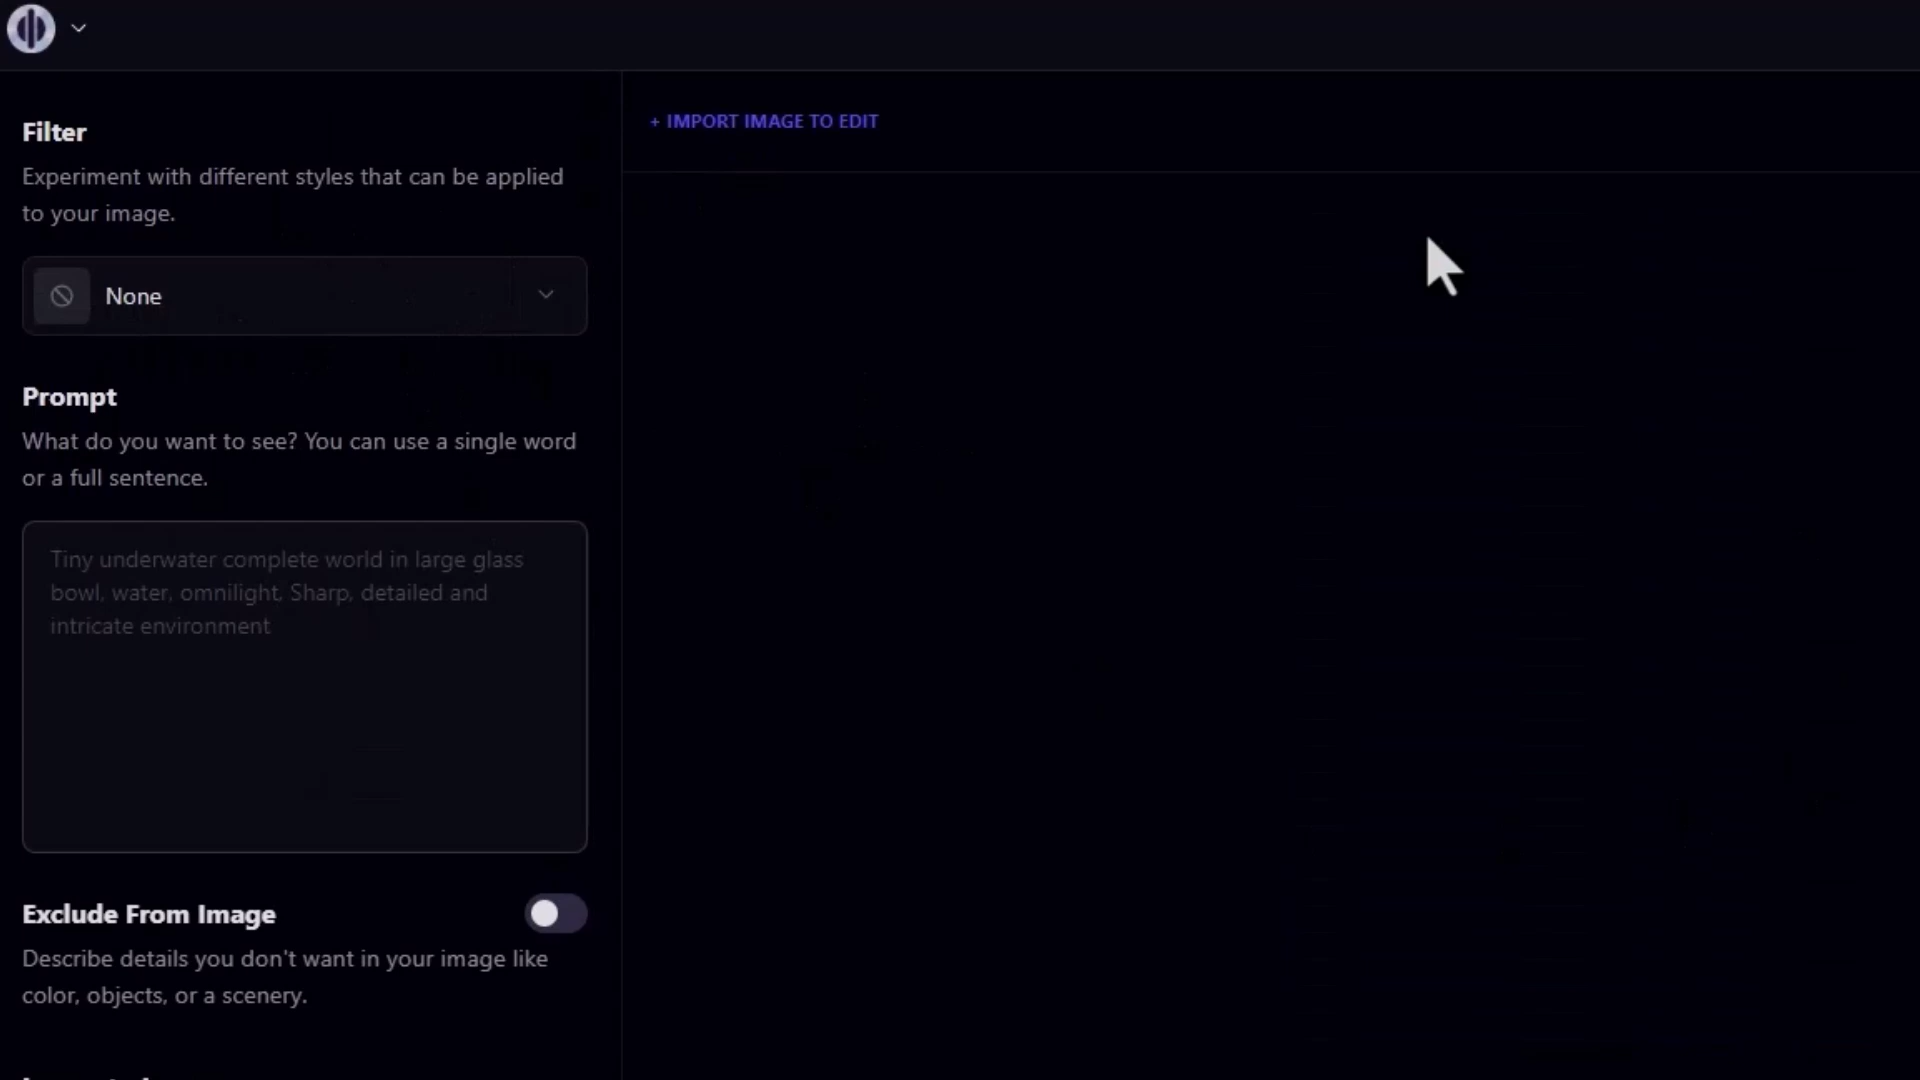 + IMPORT IMAGE TO EDIT
Filter
Experiment with different styles that can be applied
to your image.
None
Prompt
What do you want to see? You can use a single word
or a full sentence.
Tiny underwater complete world in large glass
bowl, water, omnilight. Sharp, detailed and
intricate environment
Exclude From Image
Describe details you don't want in your image like
color, objects, or a scenery.